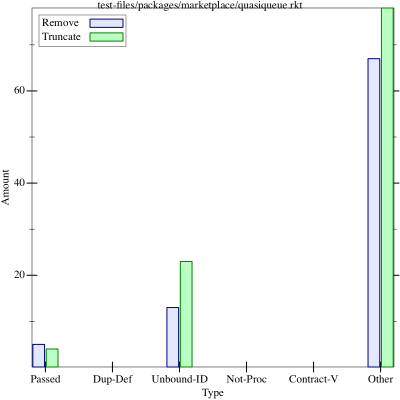 test-files/packages/marketplace/quasiqueue.rkt
Remove
Truncate
60
40
20
Amount
Passed Dup-Def Unbound-ID Not-Proc Contract-V Other
Type